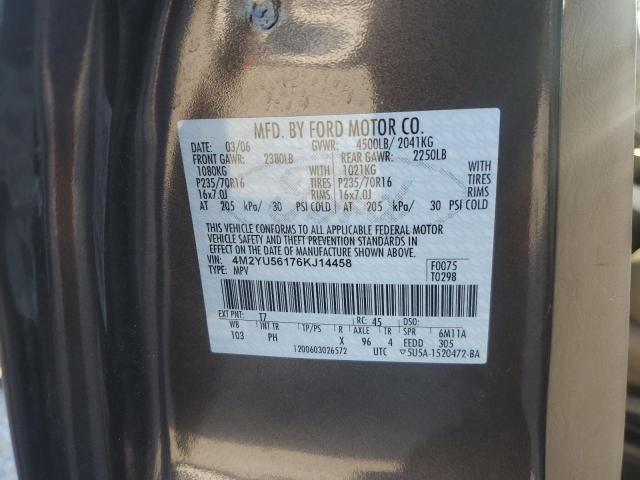 MFD. BY FORD MOTOR CO.
DATE: 03/06 GVWR: 4500LB/ 2041KG
FRONT GAWR: 2380LB REAR GAWR: 2250LB
1080KG WITH 1021KG WITH
P235/70R16 TIRES P235/70R16 TIRES
16x7.0J RIMS 16x7.0J RIMS
AT 205 kPa/ 30 PSI COLD AT 205 kPa/ 30 PSI COLD
THIS VEHICLE CONFORMS TO ALL APPLICABLE FEDERAL MOTOR
VEHICLE SAFETY AND THEFT PREVENTION STANDARDS IN
EFFECT ON THE DATE OF MANUFACTURE SHOWN ABOVE.
VIN: 4M2YU56176KJ14458 F0075
TYPE: MPV T0298
EXT PNT: T7 RC: 45 DSO:
WB INT TR TP/PS R AXLE TR SPR 6M11A
103 PH X 96 4 EEDD 305
1200603026572 UTC 5U5A-1520472-BA